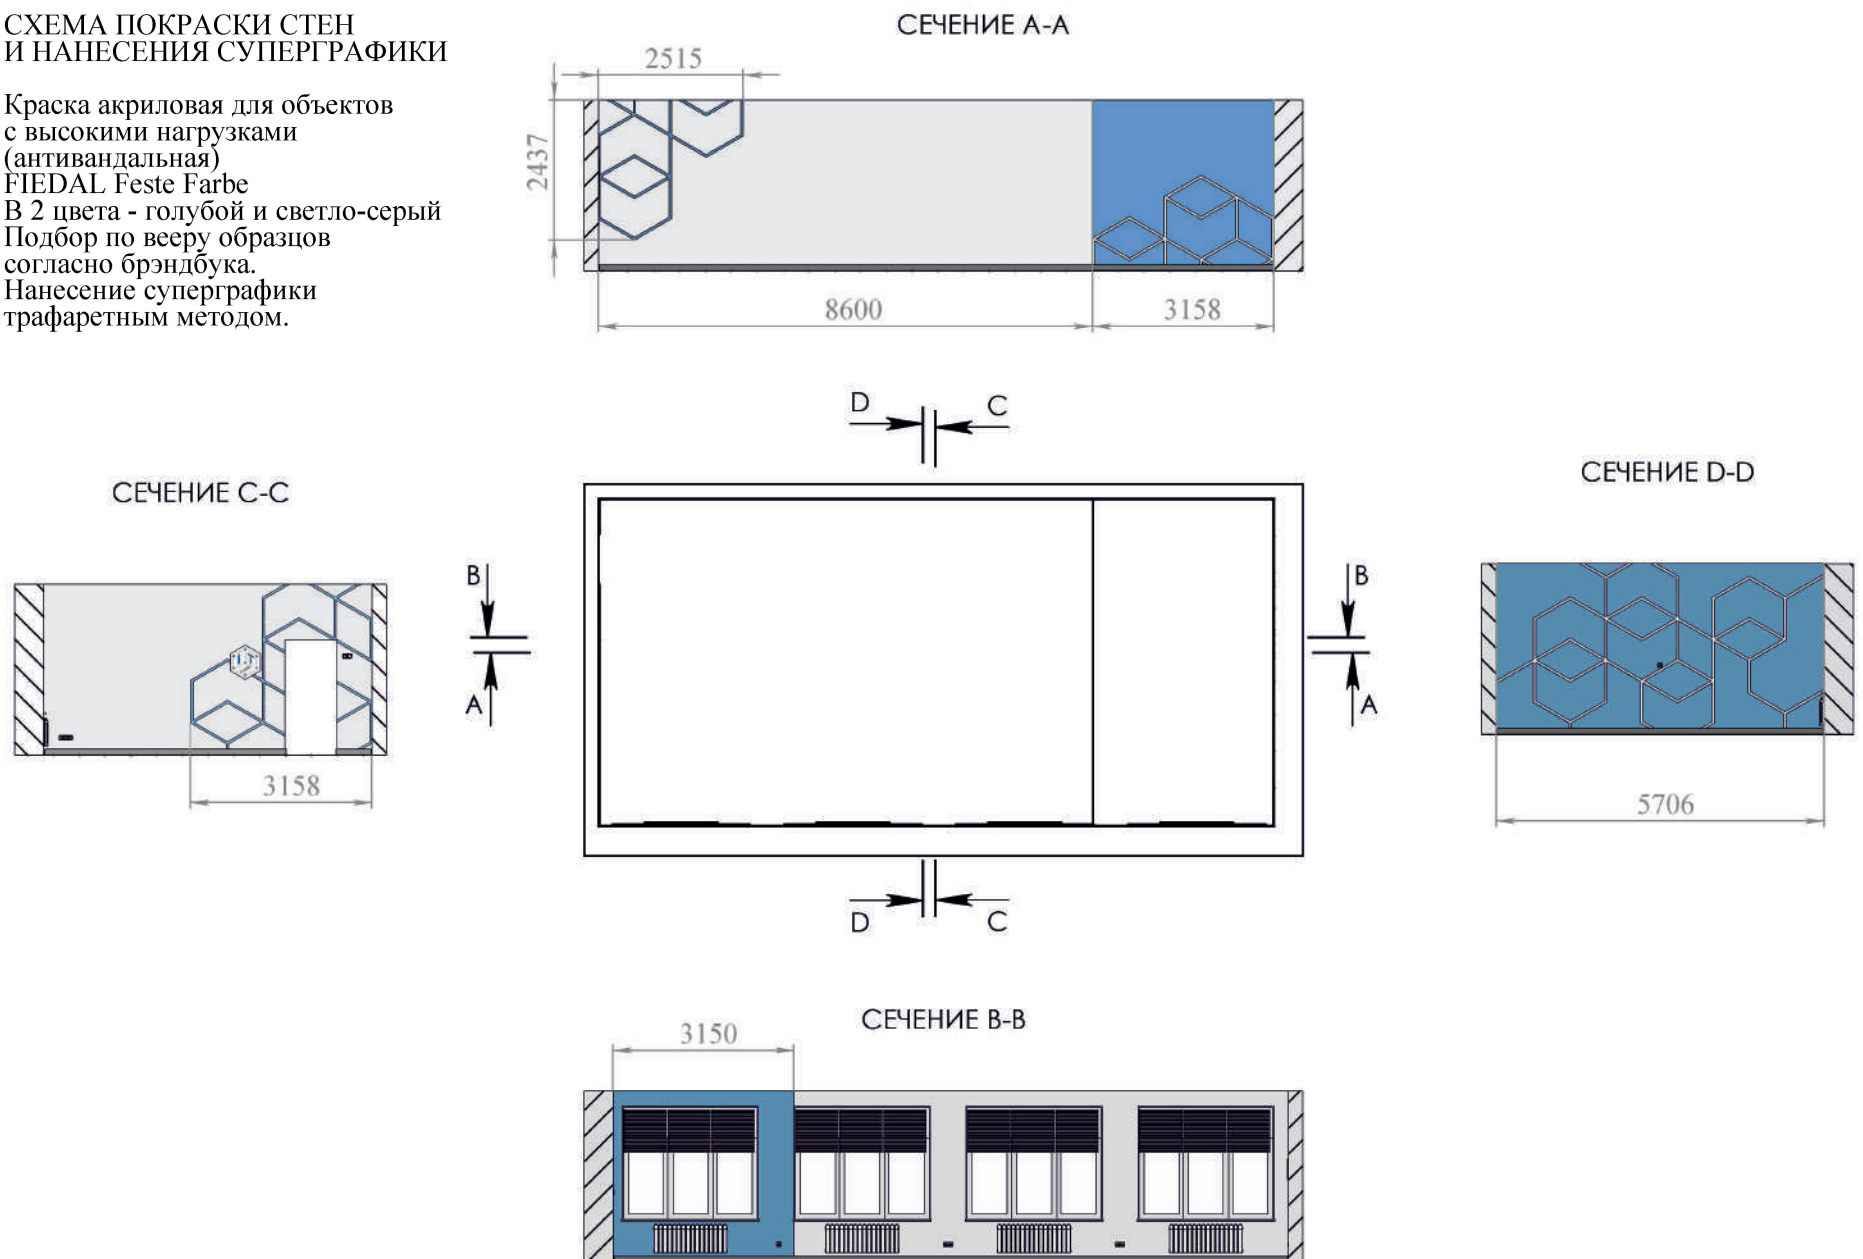 СХЕМА ПОКРАСКИ СТЕН
И НАНЕСЕНИЯ СУПЕРГРАФИКИ
Краска акриловая для объектов
с высокими нагрузками
(антивандальная)
FIEDAL Feste Farbe
В 2 цвета - голубой и светло-серый
Подбор по вееру образцов
согласно брэндбука.
Нанесение суперграфики
трафаретным методом.
СЕЧЕНИЕ A-A
2515
2437
8600
3158
D
C
СЕЧЕНИЕ C-C
3158
B
A
B
A
СЕЧЕНИЕ D-D
5706
D
C
СЕЧЕНИЕ B-B
3150